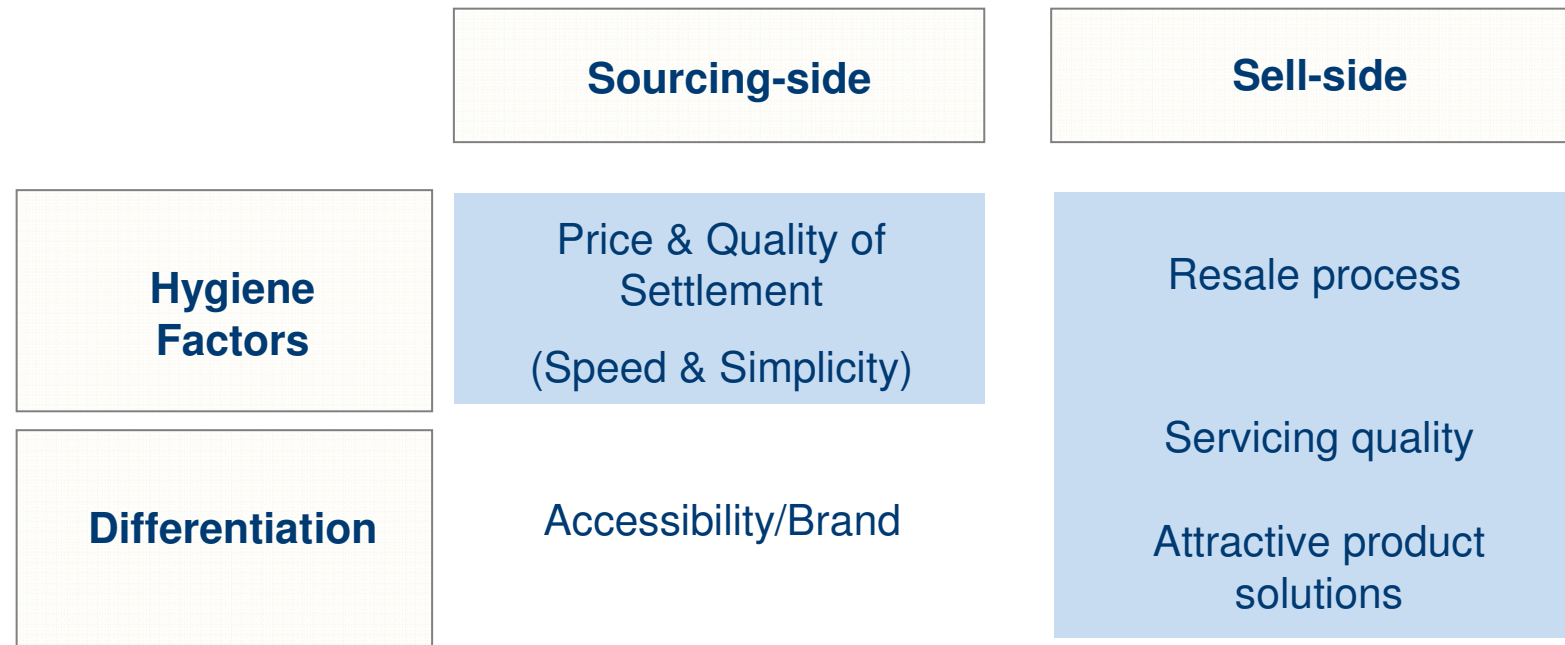 Sourcing-side
Sell-side
Hygiene
Factors
Price & Quality of
Settlement
(Speed & Simplicity)
Resale process
Differentiation
Accessibility/Brand
Servicing quality
Attractive product
solutions